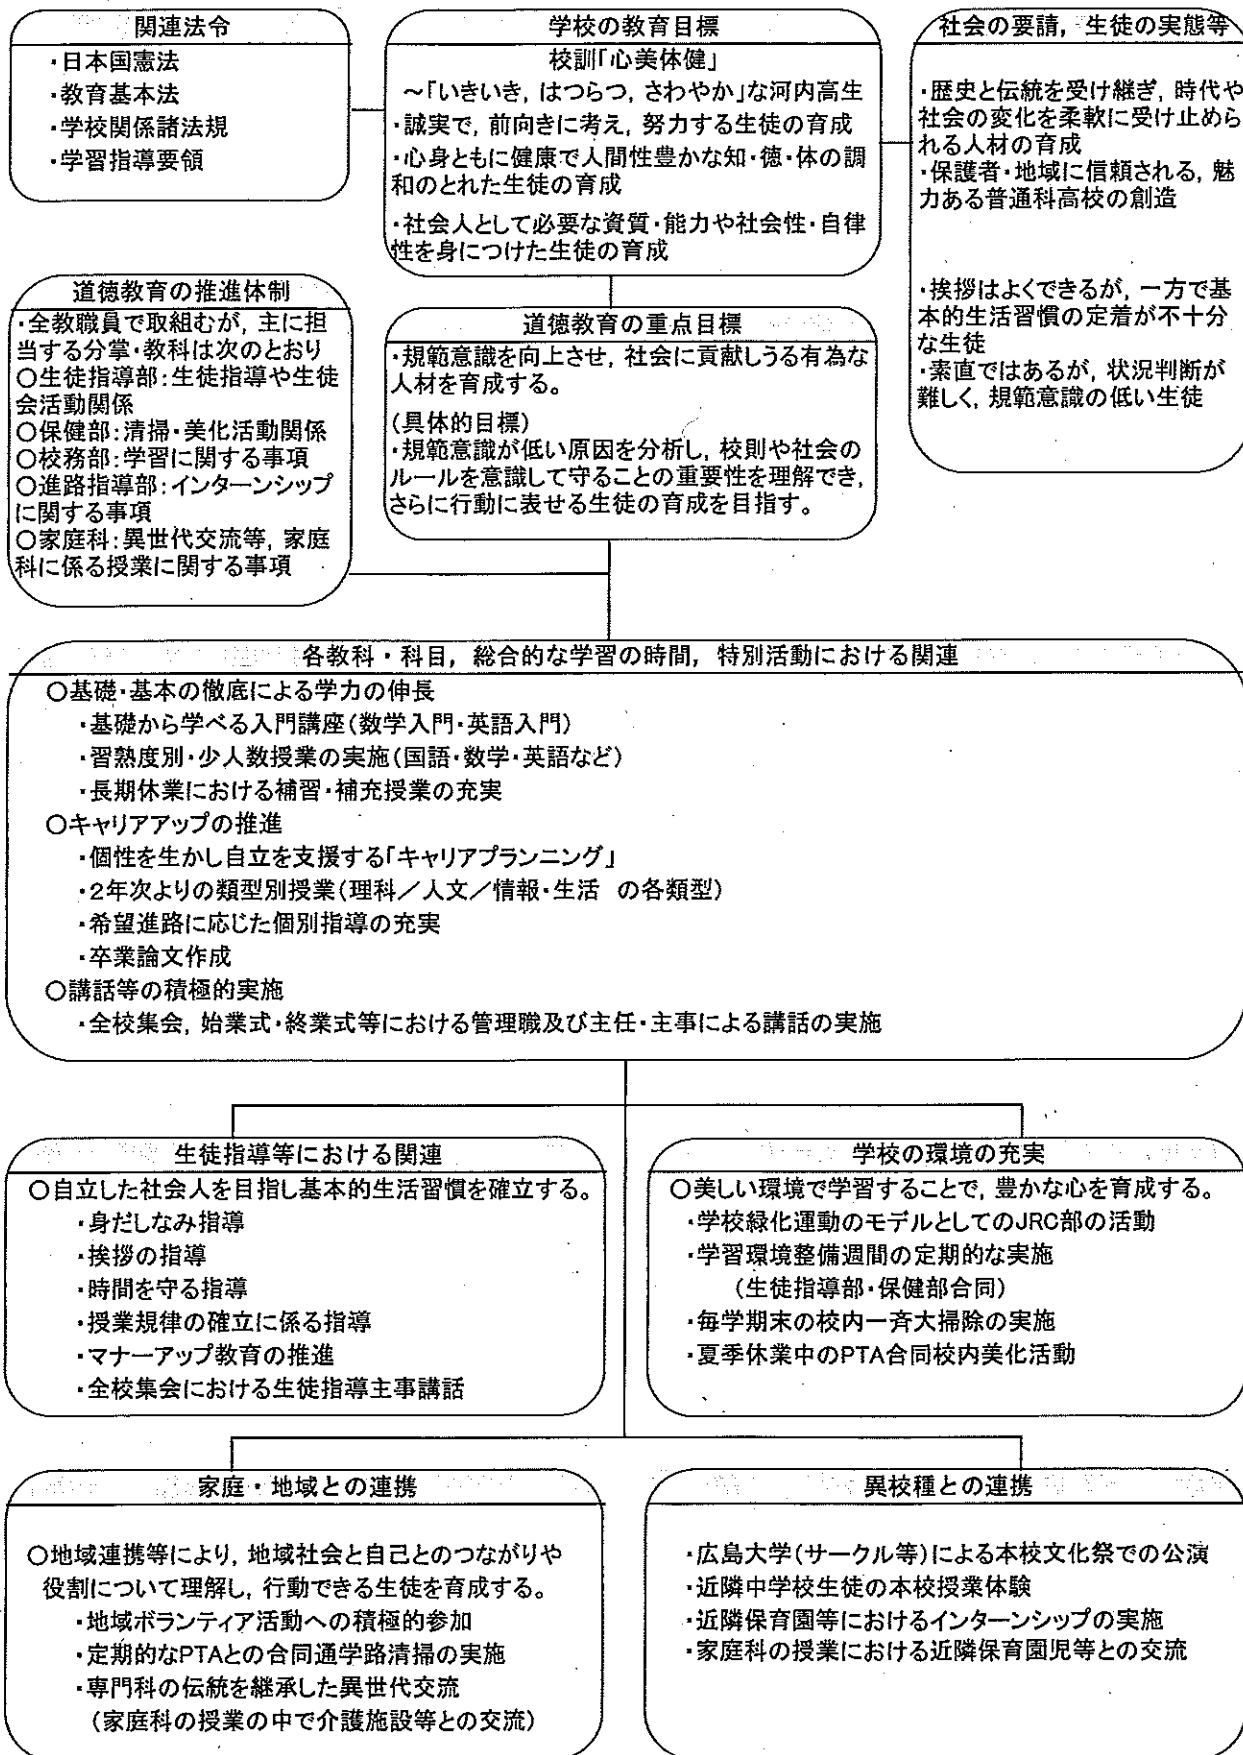 関連法令
・日本国憲法
・教育基本法
・学校関係諸法規
・学習指導要領
学校の教育目標
校訓「心美体健」
～「いきいき，はつらつ，さわやか」な河内高生
・誠実で，前向きに考え，努力する生徒の育成
・心身ともに健康で人間性豊かな知・徳・体の調
和のとれた生徒の育成
・社会人として必要な資質・能力や社会性・自律
性を身につけた生徒の育成
社会の要請，生徒の実態等
・歴史と伝統を受け継ぎ，時代や
社会の変化を柔軟に受け止めら
れる人材の育成
・保護者・地域に信頼される，魅
力ある普通科高校の創造
・挨拶はよくできるが，一方で基
本的生活習慣の定着が不十分
な生徒
・素直ではあるが，状況判断が
難しく，規範意識の低い生徒
道徳教育の推進体制
・全教職員で取組むが，主に担
当する分掌・教科は次のとおり
○生徒指導部：生徒指導や生徒
会活動関係
○保健部：清掃・美化活動関係
○校務部：学習に関する事項
○進路指導部：インターンシップ
に関する事項
○家庭科：異世代交流等，家庭
科に係る授業に関する事項
道徳教育の重点目標
・規範意識を向上させ，社会に貢献しうる有為な
人材を育成する。
（具体的目標）
・規範意識が低い原因を分析し，校則や社会の
ルールを意識して守ることの重要性を理解でき，
さらに行動に表せる生徒の育成を目指す。
各教科・科目，総合的な学習の時間，特別活動における関連
○基礎・基本の徹底による学力の伸長
・基礎から学べる入門講座（数学入門・英語入門）
・習熟度別・少人数授業の実施（国語・数学・英語など）
・長期休業における補習・補充授業の充実
○キャリアアップの推進
・個性を生かし自立を支援する「キャリアプランニング」
・2年次よりの類型別授業（理科／人文／情報・生活　の各類型）
・希望進路に応じた個別指導の充実
・卒業論文作成
○講話等の積極的実施
・全校集会，始業式・終業式等における管理職及び主任・主事による講話の実施
生徒指導等における関連
○自立した社会人を目指し基本的生活習慣を確立する。
・身だしなみ指導
・挨拶の指導
・時間を守る指導
・授業規律の確立に係る指導
・マナーアップ教育の推進
・全校集会における生徒指導主事講話
学校の環境の充実
○美しい環境で学習することで，豊かな心を育成する。
・学校緑化運動のモデルとしてのJRC部の活動
・学習環境整備週間の定期的な実施
（生徒指導部・保健部合同）
・毎学期末の校内一斉大掃除の実施
・夏季休業中のPTA合同校内美化活動
家庭・地域との連携
○地域連携等により，地域社会と自己とのつながりや
役割について理解し，行動できる生徒を育成する。
・地域ボランティア活動への積極的参加
・定期的なPTAとの合同通学路清掃の実施
・専門科の伝統を継承した異世代交流
（家庭科の授業の中で介護施設等との交流）
異校種との連携
・広島大学（サークル等）による本校文化祭での公演
・近隣中学校生徒の本校授業体験
・近隣保育園等におけるインターンシップの実施
・家庭科の授業における近隣保育園児等との交流